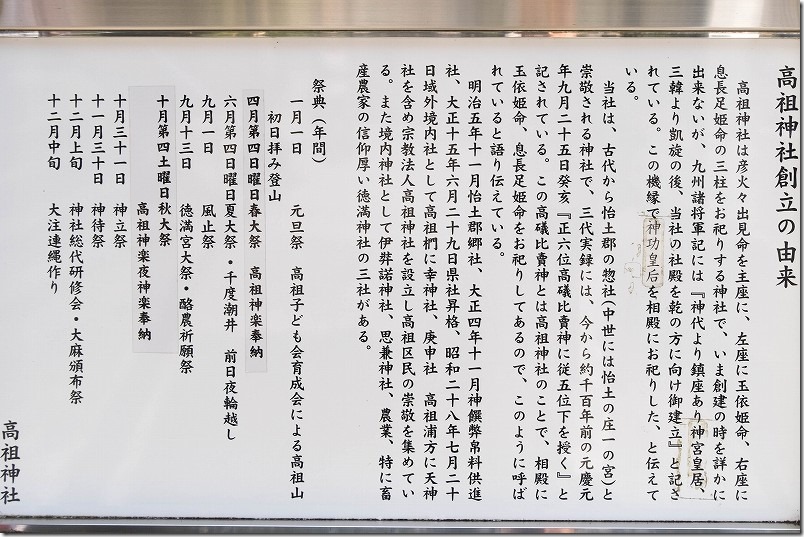 高祖神社創立の由来
高祖神社は彦火々出見命を主座に、左座に玉依姫命、右座に
息長足姫命の三柱をお祀りする神社で、いま創建の時を詳かに
出来ないが、九州諸将軍記には『神代より鎮座あり神宮皇居、
三韓より凱旋の後、当社の社殿を乾の方に向け御建立』と記さ
れている。この機縁で神功皇后を相殿にお祀りした、と伝えて
いる。
当社は、古代から怡土郡の惣社(中世には怡土の庄一の宮)と
崇敬される神社で、三代実録には、今から約千百年前の元慶元
年九月二十五日癸亥『正六位高礒比賣神に従五位下を授く』と
記されている。この高礒比賣神とは高祖神社のことで、相殿に
玉依姫命、息長足姫命をお祀りしてあるので、このように呼ば
れていると語り伝えている。
明治五年十一月怡土郡郷社、大正四年十一月神饌弊帛料供進
社、大正十五年六月二十九日県社昇格、昭和二十八年七月二十
日域外境内社として高祖椚に幸神社、庚申社 高祖浦方に天神
社を含め宗教法人高祖神社を設立し高祖区民の崇敬を集めてい
る。また境内神社として伊弉諾神社、思兼神社、農業、特に畜
産農家の信仰厚い徳満神社の三社がある。
祭典(年間)
一月一日 元旦祭 高祖子ども会育成会による高祖山
初日拝み登山
四月第四日曜日春大祭 高祖神楽奉納
六月第四日曜日夏大祭・千度潮井 前日夜輪越し
九月一日 風止祭
九月十三日 徳満宮大祭・酪農祈願祭
十月第四土曜日秋大祭
高祖神楽夜神楽奉納
十月三十一日 神立祭
十一月三十日 神待祭
十二月上旬 神社総代研修会・大麻頒布祭
十二月中旬 大注連縄作り
高祖神社